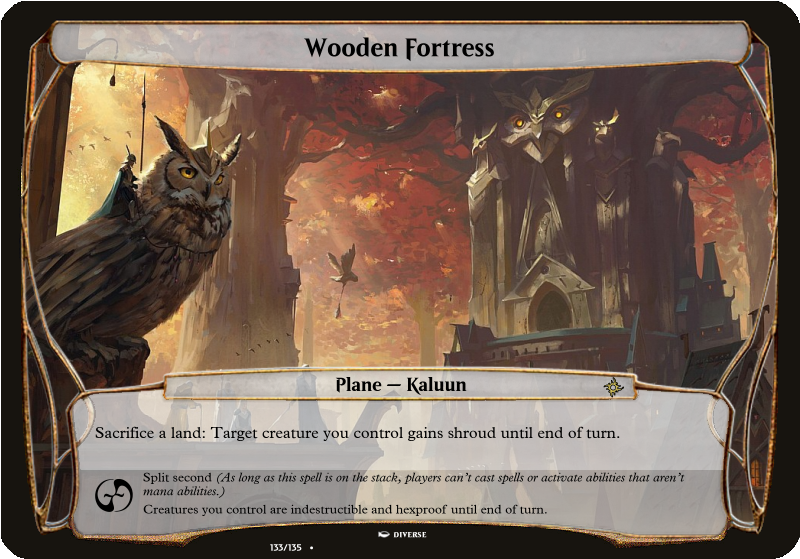 Wooden Fortress
Plane — Kaluun
Sacrifice a land: Target creature you control gains shroud until end of turn.
Split second (As long as this spell is on the stack, players can't cast spells or activate abilities that aren't
mana abilities.)
Creatures you control are indestructible and hexproof until end of turn.
DIVERSE
133/135 •